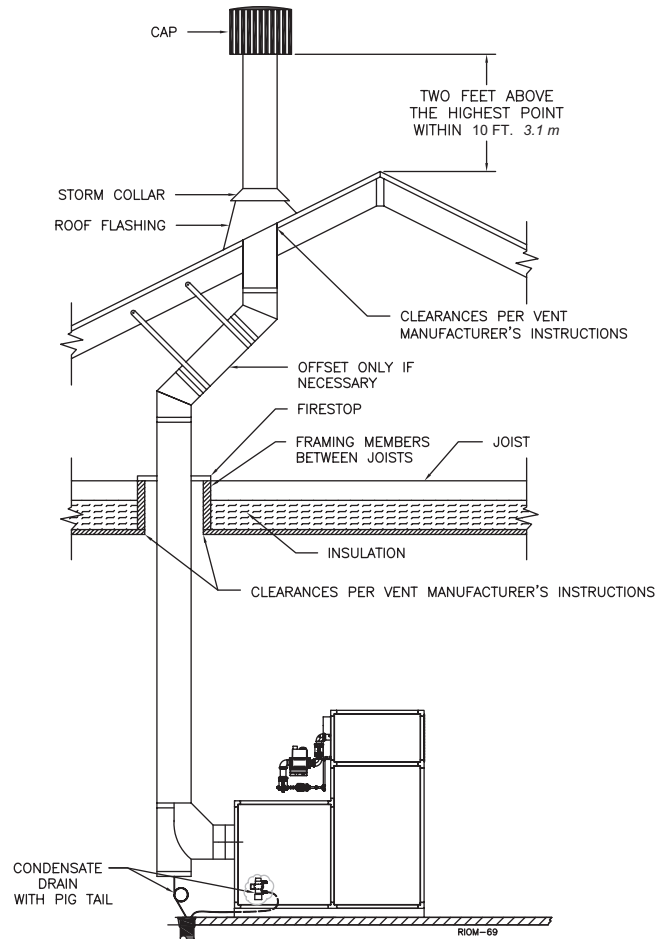 CAP
TWO FEET ABOVE
THE HIGHEST POINT
WITHIN 10 FT. 3.1 m
STORM COLLAR
ROOF FLASHING
CLEARANCES PER VENT
MANUFACTURER'S INSTRUCTIONS
OFFSET ONLY IF
NECESSARY
FIRESTOP
FRAMING MEMBERS
BETWEEN JOISTS
JOIST
INSULATION
CLEARANCES PER VENT MANUFACTURER'S INSTRUCTIONS
CONDENSATE
DRAIN
WITH PIG TAIL
RIOM-69